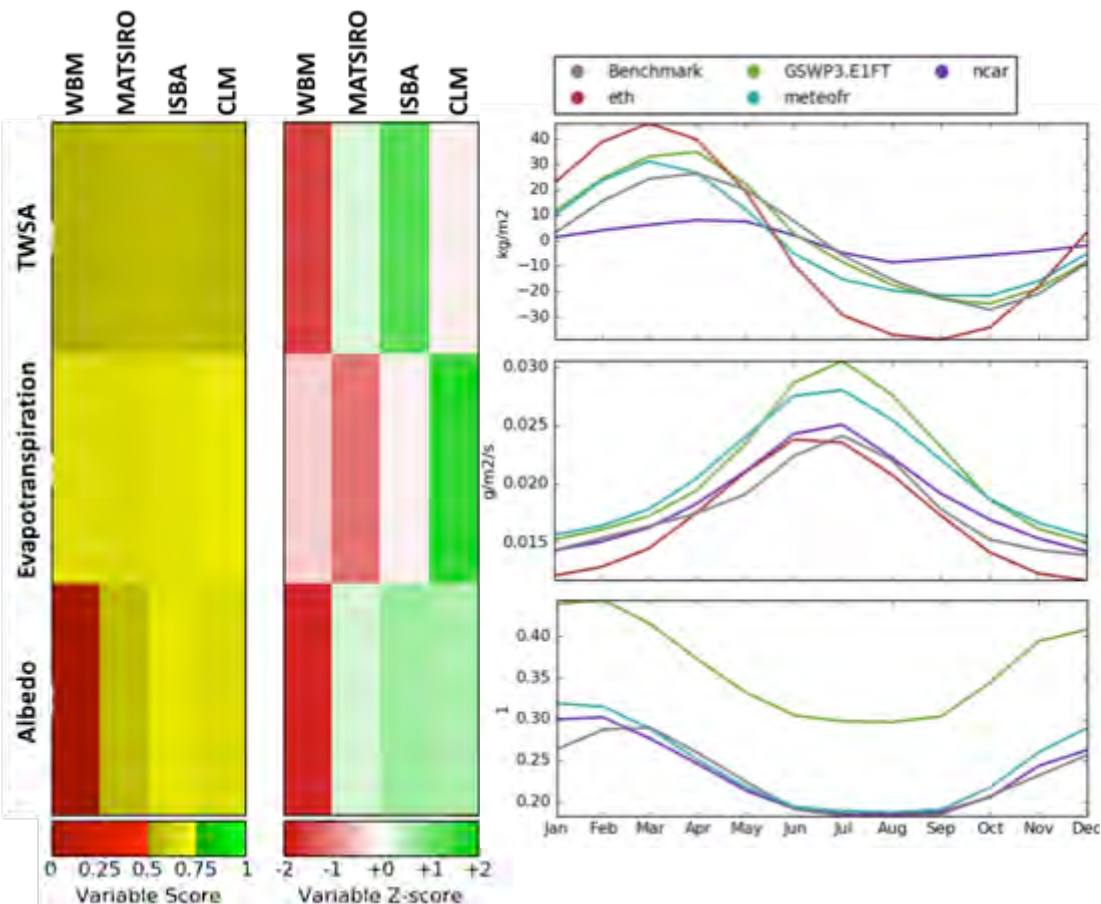 WBM MATSIRO ISBA CLM
WBM MATSIRO ISBA CLM
Benchmark GSWP3.E1FT ncar
eth meteofr
TWSA
Evapotranspiration
Albedo
0 0.25 0.5 0.75 1
Variable Score
-2 -1 +0 +1 +2
Variable Z-score
kg/m2
40
30
20
10
0
−10
−20
−30
g/m2/s
0.030
0.025
0.020
0.015
1
0.40
0.35
0.30
0.25
0.20
Jan Feb Mar Apr May Jun Jul Aug Sep Oct Nov Dec